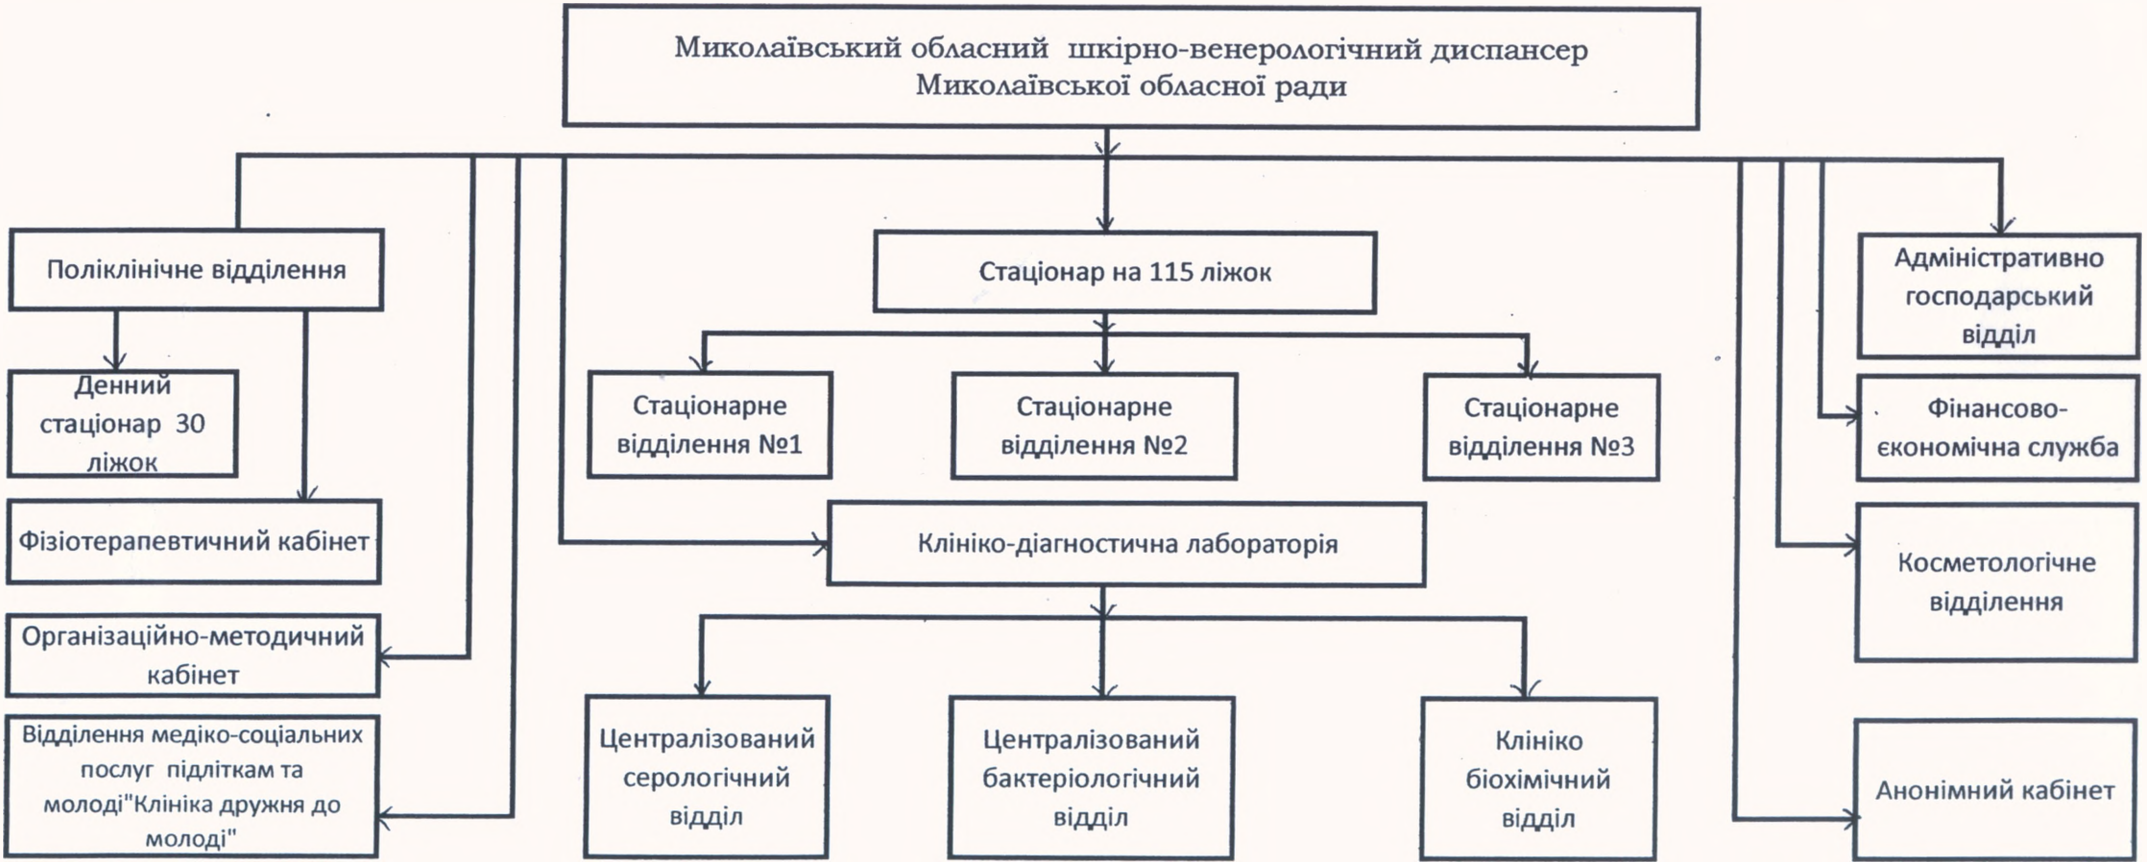 Миколаївський обласний шкірно-венерологічний диспансер
Миколаївської обласної ради
Поліклінічне відділення
Стаціонар на 115 ліжок
Адміністративно
господарський
відділ
Денний
стаціонар 30
ліжок
Стаціонарне
відділення №1
Стаціонарне
відділення №2
Стаціонарне
відділення №3
Фінансово-
єкономічна служба
Фізіотерапевтичний кабінет
Клініко-діагностична лабораторія
Косметологічне
відділення
Організаційно-методичний
кабінет
Відділення медіко-соціальних
послуг підліткам та
молоді"Клініка дружня до
молоді"
Централізований
серологічний
відділ
Централізований
бактеріологічний
відділ
Клініко
біохімічний
відділ
Анонімний кабінет